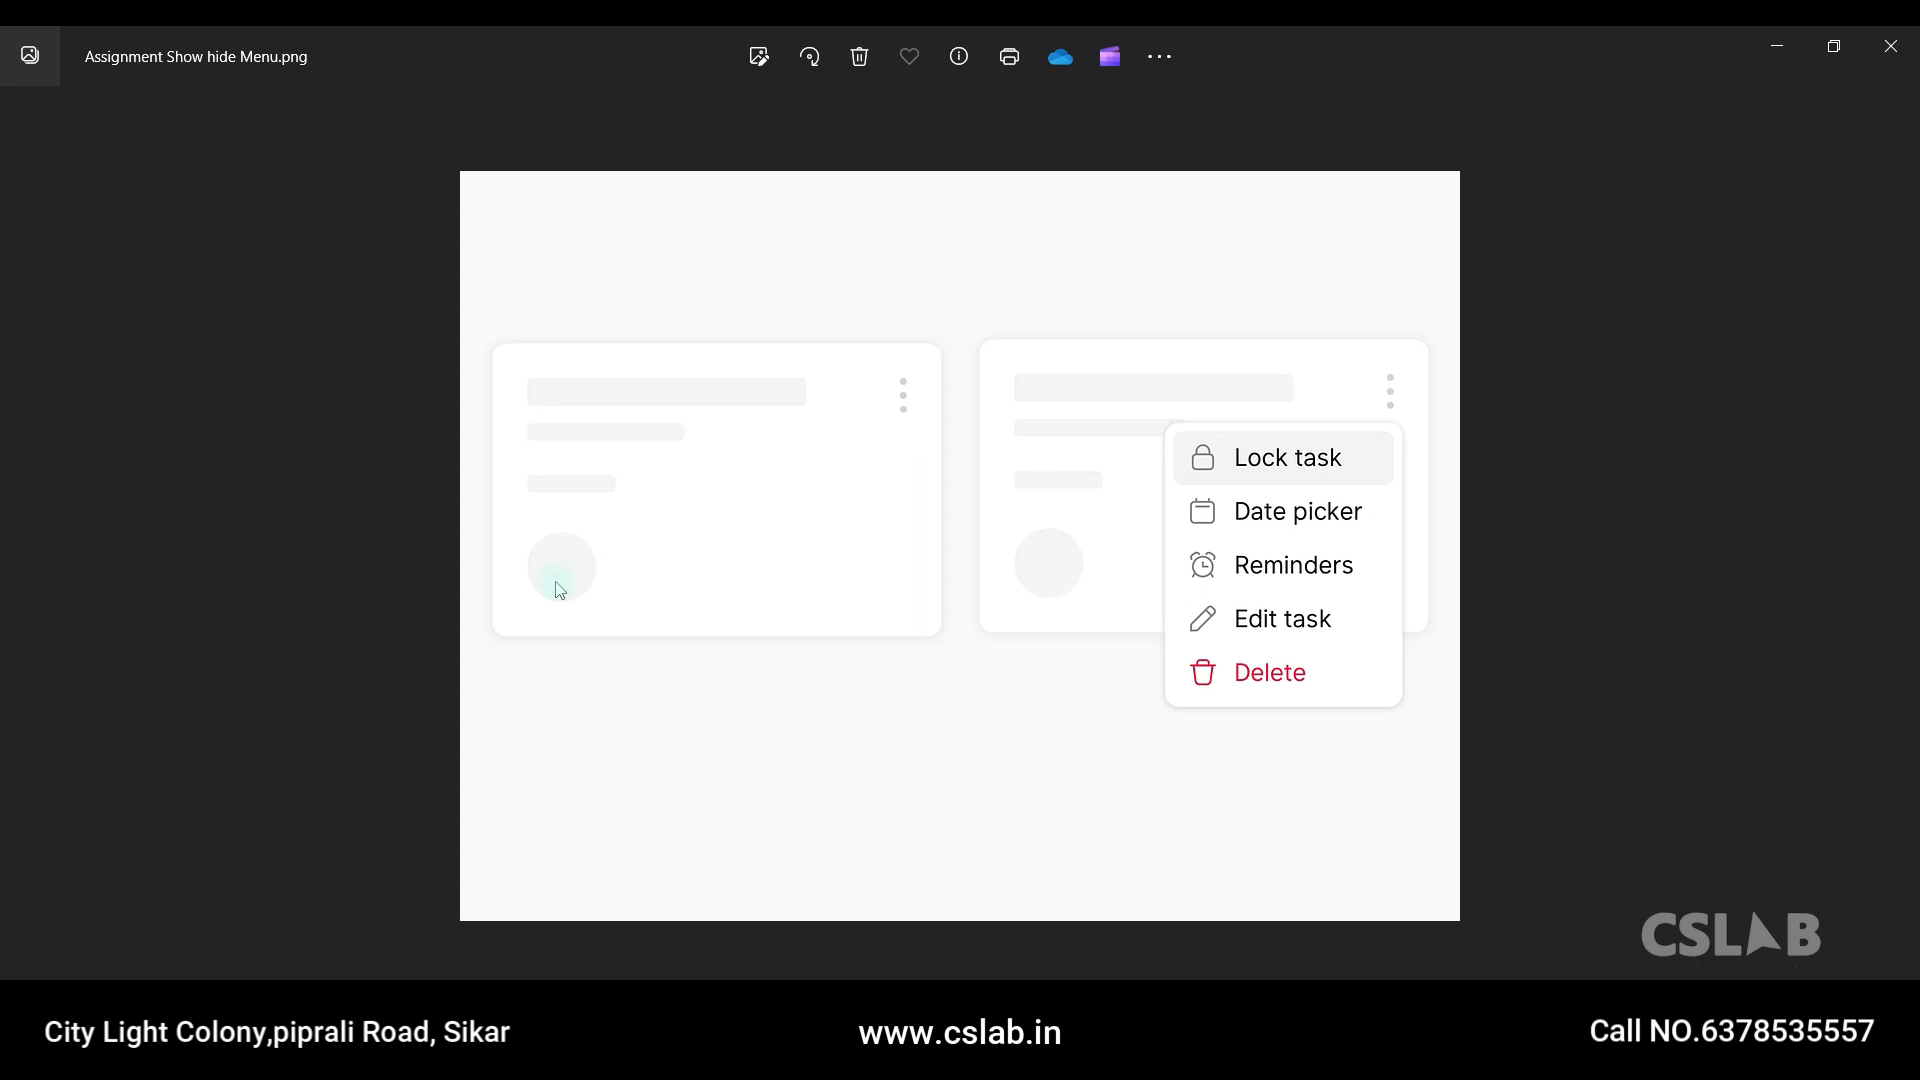 Assignment Show hide Menu.png
Lock task
Date picker
Reminders
Edit task
Delete
CSLAB
City Light Colony,piprali Road, Sikar
www.cslab.in
Call NO.6378535557